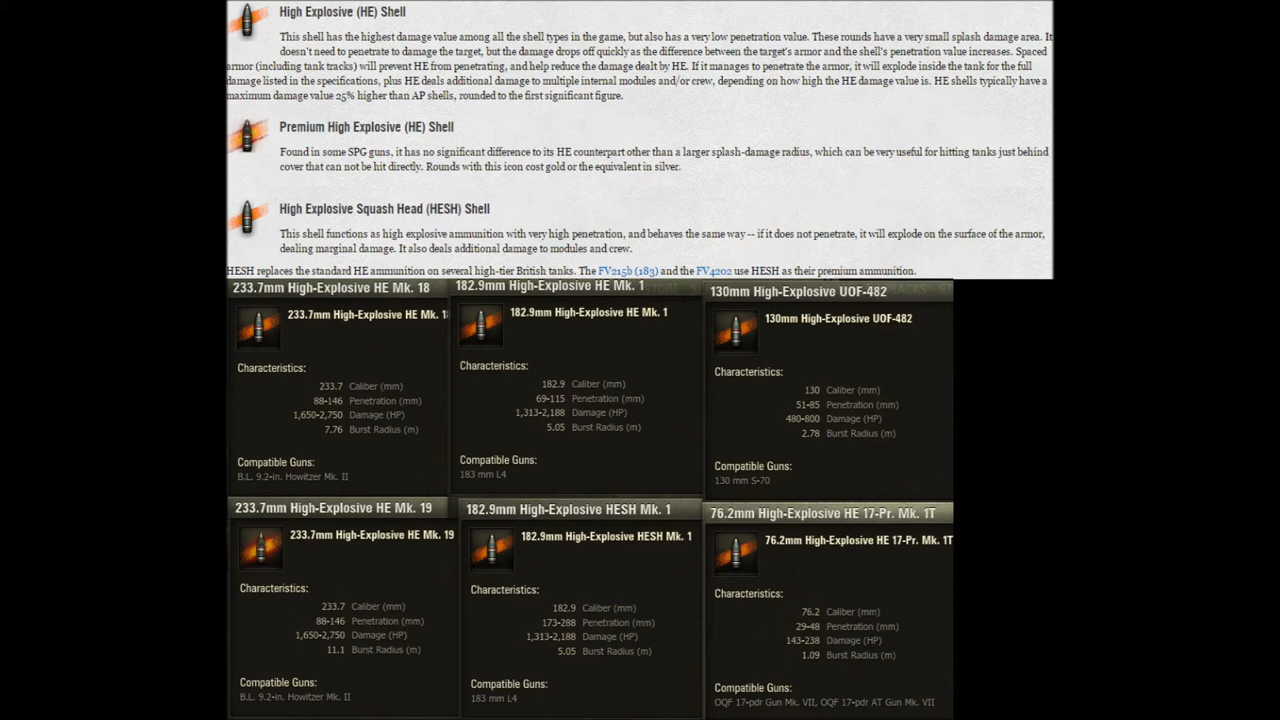 High Explosive (HE) Shell
This shell has the highest damage value among all the shell types in the game, but also has a very low penetration value. These rounds have a very small splash damage area. It
doesn't need to penetrate to damage the target, but the damage drops off quickly as the difference between the target's armor and the shell's penetration value increases. Spaced
armor (including tank tracks) will prevent HE from penetrating, and help reduce the damage dealt by HE. If it manages to penetrate the armor, it will explode inside the tank for the full
damage listed in the specifications, plus HE deals additional damage to multiple internal modules and/or crew, depending on how high the HE damage value is. HE shells typically have a
maximum damage value 25% higher than AP shells, rounded to the first significant figure.
Premium High Explosive (HE) Shell
Found in some SPG guns, it has no significant difference to its HE counterpart other than a larger splash-damage radius, which can be very useful for hitting tanks just behind
cover that can not be hit directly. Rounds with this icon cost gold or the equivalent in silver.
High Explosive Squash Head (HESH) Shell
This shell functions as high explosive ammunition with very high penetration, and behaves the same way -- if it does not penetrate, it will explode on the surface of the armor,
dealing marginal damage. It also deals additional damage to modules and crew.
HESH replaces the standard HE ammunition on several high-tier British tanks. The FV215b (183) and the FV4202 use HESH as their premium ammunition.
233.7mm High-Explosive HE Mk. 18
233.7mm High-Explosive HE Mk. 18
Characteristics:
233.7 Caliber (mm)
88-146 Penetration (mm)
1,650-2,750 Damage (HP)
7.76 Burst Radius (m)
Compatible Guns:
B.L. 9.2-in. Howitzer Mk. II
182.9mm High-Explosive HE Mk. 1
182.9mm High-Explosive HE Mk. 1
Characteristics:
182.9 Caliber (mm)
69-115 Penetration (mm)
1,313-2,188 Damage (HP)
5.05 Burst Radius (m)
Compatible Guns:
183 mm L4
130mm High-Explosive UOF-482
130mm High-Explosive UOF-482
Characteristics:
130 Caliber (mm)
51-85 Penetration (mm)
480-800 Damage (HP)
2.78 Burst Radius (m)
Compatible Guns:
130 mm S-70
233.7mm High-Explosive HE Mk. 19
233.7mm High-Explosive HE Mk. 19
Characteristics:
233.7 Caliber (mm)
88-146 Penetration (mm)
1,650-2,750 Damage (HP)
11.1 Burst Radius (m)
Compatible Guns:
B.L. 9.2-in. Howitzer Mk. II
182.9mm High-Explosive HESH Mk. 1
182.9mm High-Explosive HESH Mk. 1
Characteristics:
182.9 Caliber (mm)
173-288 Penetration (mm)
1,313-2,188 Damage (HP)
5.05 Burst Radius (m)
Compatible Guns:
183 mm L4
76.2mm High-Explosive HE 17-Pr. Mk. 1T
76.2mm High-Explosive HE 17-Pr. Mk. 1T
Characteristics:
76.2 Caliber (mm)
29-48 Penetration (mm)
143-238 Damage (HP)
1.09 Burst Radius (m)
Compatible Guns:
OQF 17-pdr Gun Mk. VII, OQF 17-pdr AT Gun Mk. VII